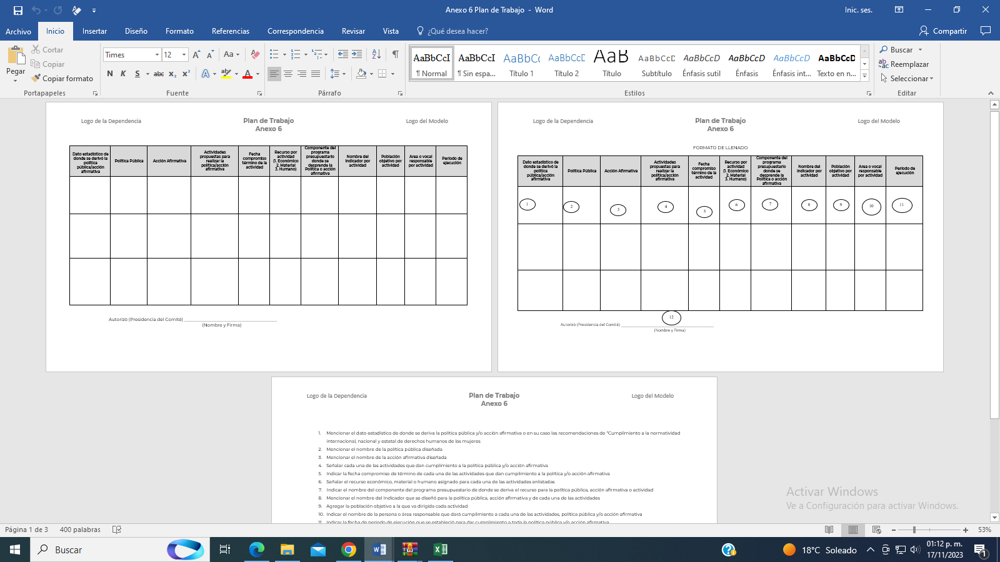 Anexo 6 Plan de Trabajo - Word
Inic. ses.
Archivo Inicio Insertar Diseño Formato Referencias Correspondencia Revisar Vista ¿Qué desea hacer? Compartir
Pegar
Cortar
Copiar
Copiar formato
Portapapeles
Times 12 Aa
N K S abc x₂ x²
Fuente
Párrafo
AaBbCcI AaBbCcI AaBbCc AaBbCcD AaB AaBbCcD AaBbCcD AaBbCcD AaBbCcD AaBbCcD
¶ Normal ¶ Sin espa... Título 1 Título 2 Título Subtítulo Énfasis sutil Énfasis Énfasis int... Texto en n...
Estilos
Buscar
Reemplazar
Seleccionar
Editar
Logo de la Dependencia
Plan de Trabajo
Anexo 6
Logo del Modelo
Dato estadístico de donde se derivó la política pública/acción afirmativa
Política Pública
Acción Afirmativa
Actividades propuestas para realizar la política/acción afirmativa
Fecha compromiso término de la actividad
Recurso por actividad (1. Económico 2. Material 3. Humano)
Componente del programa presupuestario donde se desprende la Política o acción afirmativa
Nombre del Indicador por actividad
Población objetivo por actividad
Area o vocal responsable por actividad
Período de ejecución
Autorizó (Presidencia del Comité)
(Nombre y Firma)
Logo de la Dependencia
Plan de Trabajo
Anexo 6
Logo del Modelo
FORMATO DE LLENADO
Dato estadístico de donde se derivó la política pública/acción afirmativa
Política Pública
Acción Afirmativa
Actividades propuestas para realizar la política/acción afirmativa
Fecha compromiso término de la actividad
Recurso por actividad (1. Económico 2. Material 3. Humano)
Componente del programa presupuestario donde se desprende la Política o acción afirmativa
Nombre del Indicador por actividad
Población objetivo por actividad
Area o vocal responsable por actividad
Período de ejecución
1 2 3 4 5 6 7 8 9 10 11
12
Autorizó (Presidencia del Comité)
(Nombre y Firma)
Logo de la Dependencia
Plan de Trabajo
Anexo 6
Logo del Modelo
1. Mencionar el dato estadístico de donde se deriva la política pública y/o acción afirmativa o en su caso las recomendaciones de "Cumplimiento a la normatividad
internacional, nacional y estatal de derechos humanos de las mujeres
2. Mencionar el nombre de la política pública diseñada
3. Mencionar el nombre de la acción afirmativa diseñada
4. Señalar cada una de las actividades que dan cumplimiento a la política pública y/o acción afirmativa
5. Indicar la fecha compromiso de término de cada una de las actividades que dan cumplimiento a la política y/o acción afirmativa
6. Señalar el recurso económico, material o humano asignado para cada una de las actividades enlistadas
7. Indicar el nombre del componente del programa presupuestario de donde se deriva el recurso para la política pública, acción afirmativa o actividad
8. Mencionar el nombre del Indicador que se diseñó para la política pública, acción afirmativa y de cada una de las actividades
9. Agregar la población objetivo a la que va dirigida cada actividad
10. Indicar el nombre de la persona o área responsable que dará cumplimiento a cada una de las actividades, política pública y/o acción afirmativa
11. Indicar la fecha de periodo de ejecución que se estableció para dar cumplimiento a toda la política pública y/o acción afirmativa
Activar Windows
Ve a Configuración para activar Windows.
Página 1 de 3 400 palabras 53%
Buscar
18°C Soleado
01:12 p. m.
17/11/2023
1